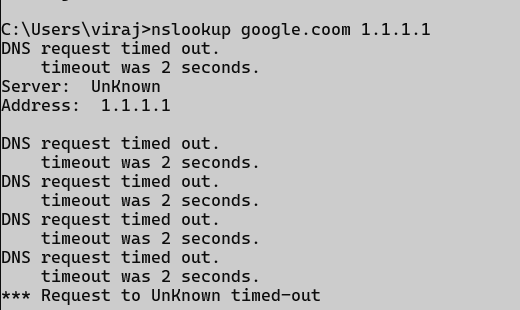 C:\Users\viraj>nslookup google.coom 1.1.1.1
DNS request timed out.
    timeout was 2 seconds.
Server:  UnKnown
Address:  1.1.1.1

DNS request timed out.
    timeout was 2 seconds.
DNS request timed out.
    timeout was 2 seconds.
DNS request timed out.
    timeout was 2 seconds.
DNS request timed out.
    timeout was 2 seconds.
*** Request to UnKnown timed-out